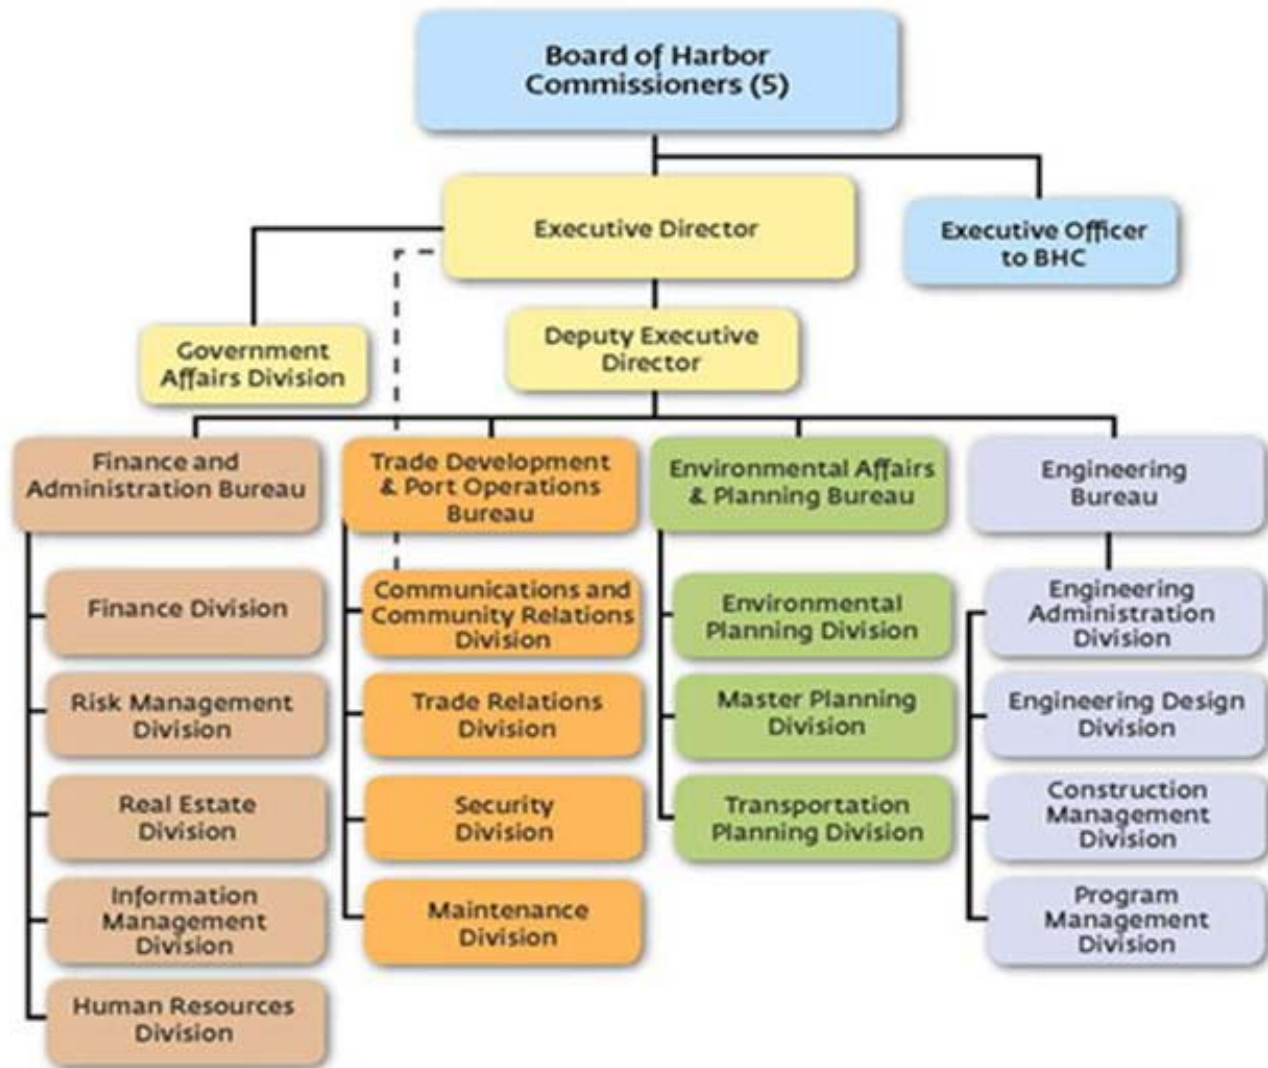 Board of Harbor
Commissioners (5)
Executive Director
Executive Officer
to BHC
Government
Affairs Division
Deputy Executive
Director
Finance and
Administration Bureau
Finance Division
Risk Management
Division
Real Estate
Division
Information
Management
Division
Human Resources
Division
Trade Development
& Port Operations
Bureau
Communications and
Community Relations
Division
Trade Relations
Division
Security
Division
Maintenance
Division
Environmental Affairs
& Planning Bureau
Environmental
Planning Division
Master Planning
Division
Transportation
Planning Division
Engineering
Bureau
Engineering
Administration
Division
Engineering Design
Division
Construction
Management
Division
Program
Management
Division